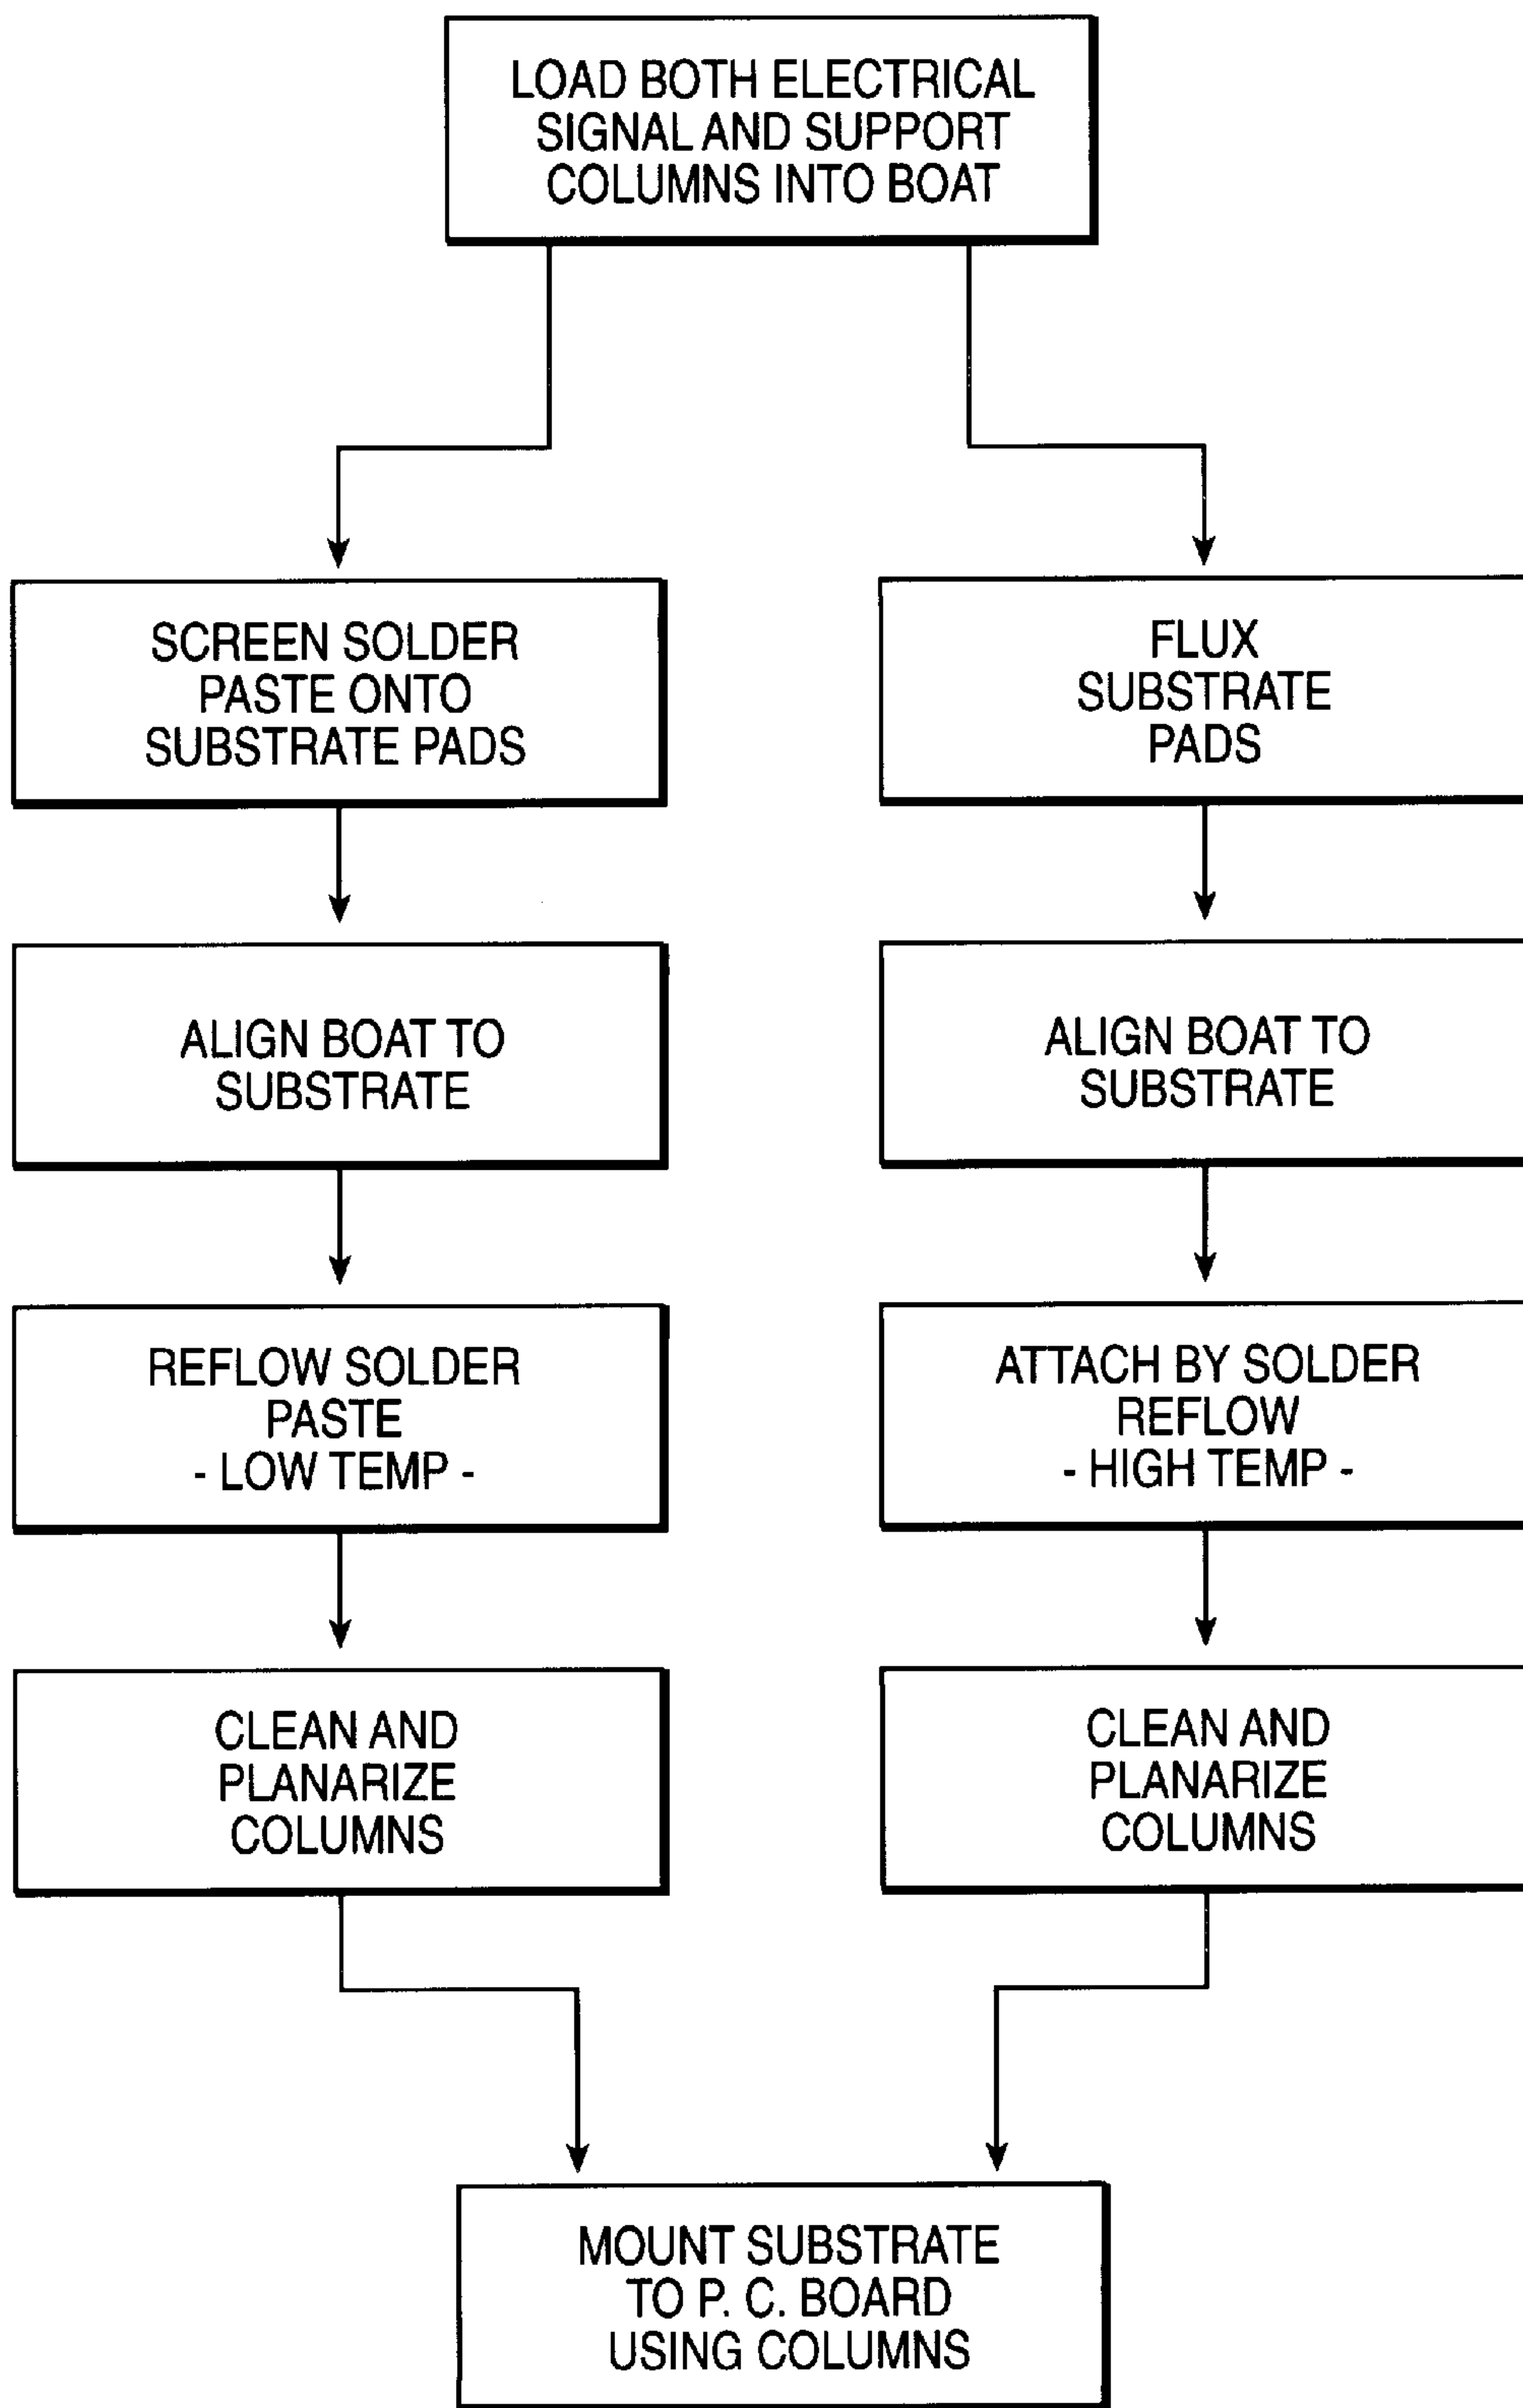 LOAD BOTH ELECTRICAL
SIGNAL AND SUPPORT
COLUMNS INTO BOAT
SCREEN SOLDER
PASTE ONTO
SUBSTRATE PADS
FLUX
SUBSTRATE
PADS
ALIGN BOAT TO
SUBSTRATE
ALIGN BOAT TO
SUBSTRATE
REFLOW SOLDER
PASTE
- LOW TEMP -
ATTACH BY SOLDER
REFLOW
- HIGH TEMP -
CLEAN AND
PLANARIZE
COLUMNS
CLEAN AND
PLANARIZE
COLUMNS
MOUNT SUBSTRATE
TO P. C. BOARD
USING COLUMNS